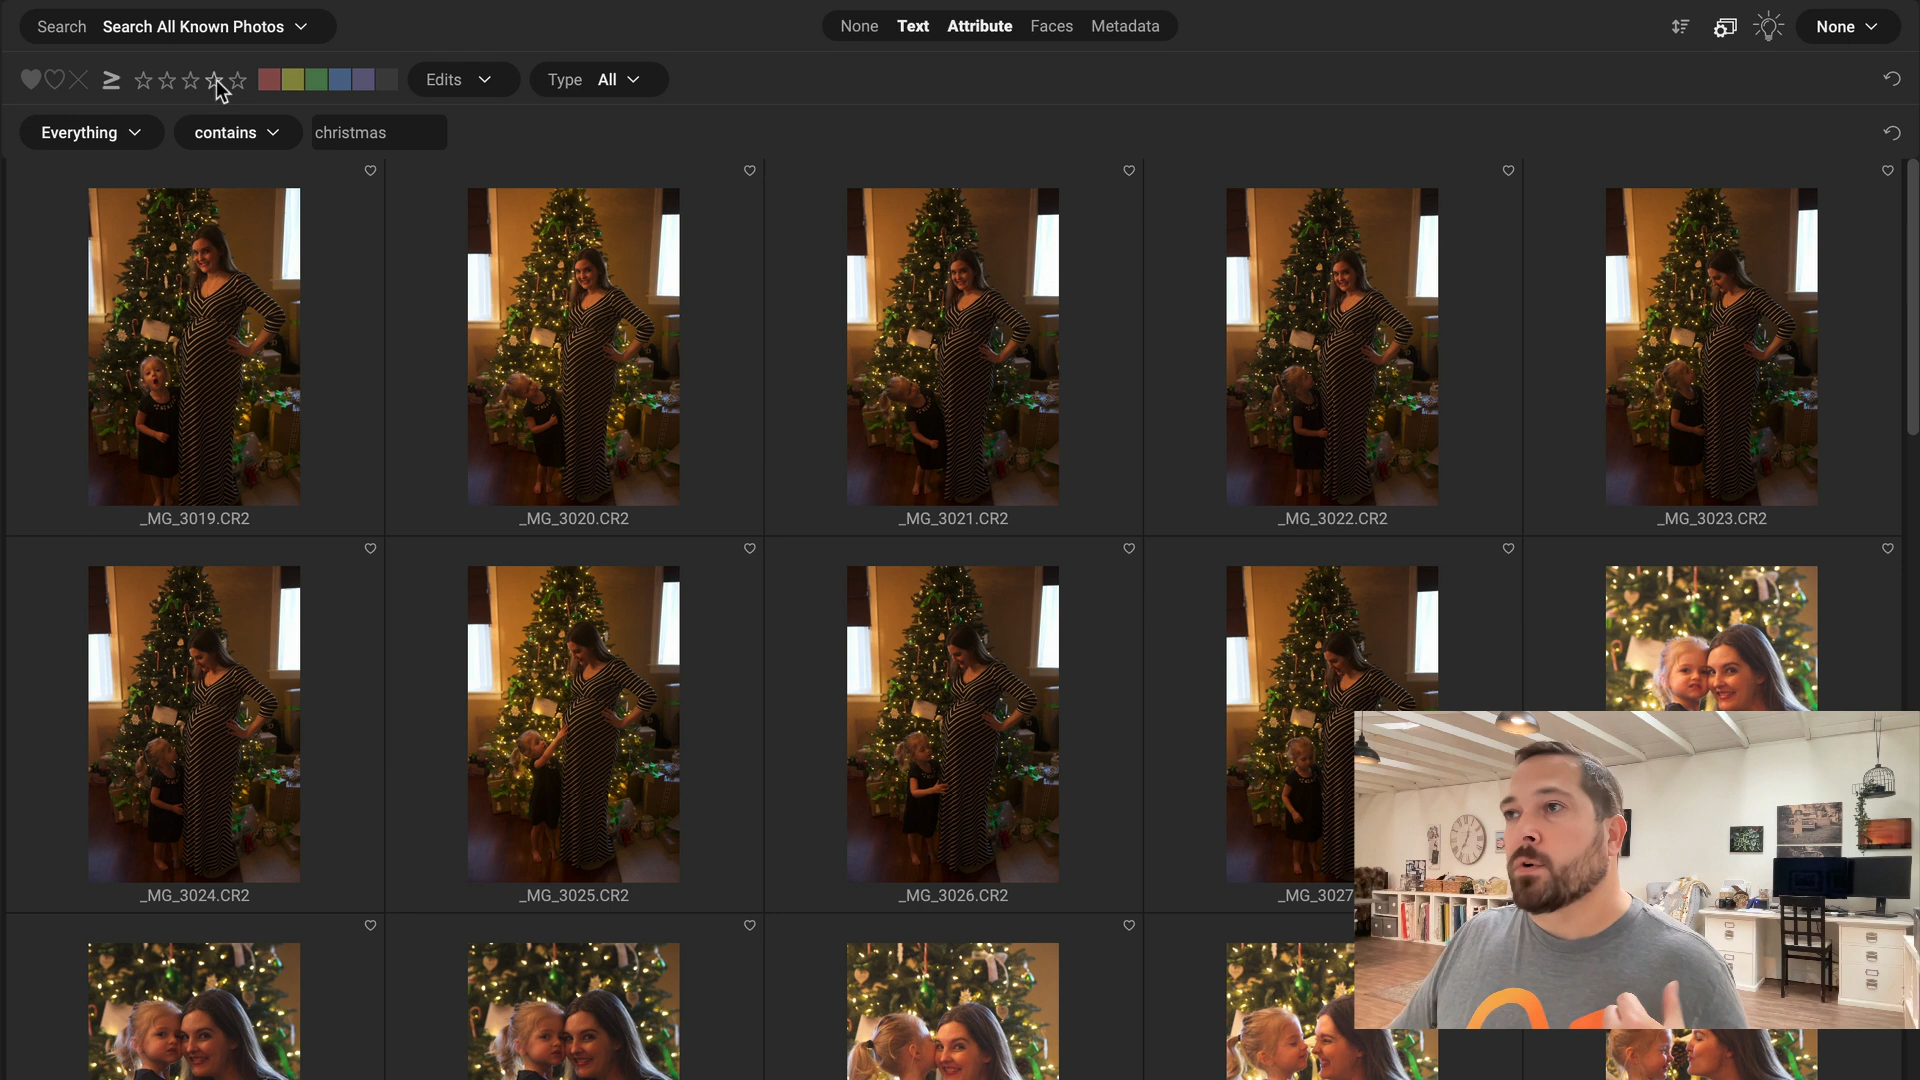 Search Search All Known Photos
None Text Attribute Faces Metadata
None
Edits
Type All
Everything contains christmas
_MG_3019.CR2
_MG_3020.CR2
_MG_3021.CR2
_MG_3022.CR2
_MG_3023.CR2
_MG_3024.CR2
_MG_3025.CR2
_MG_3026.CR2
_MG_3027